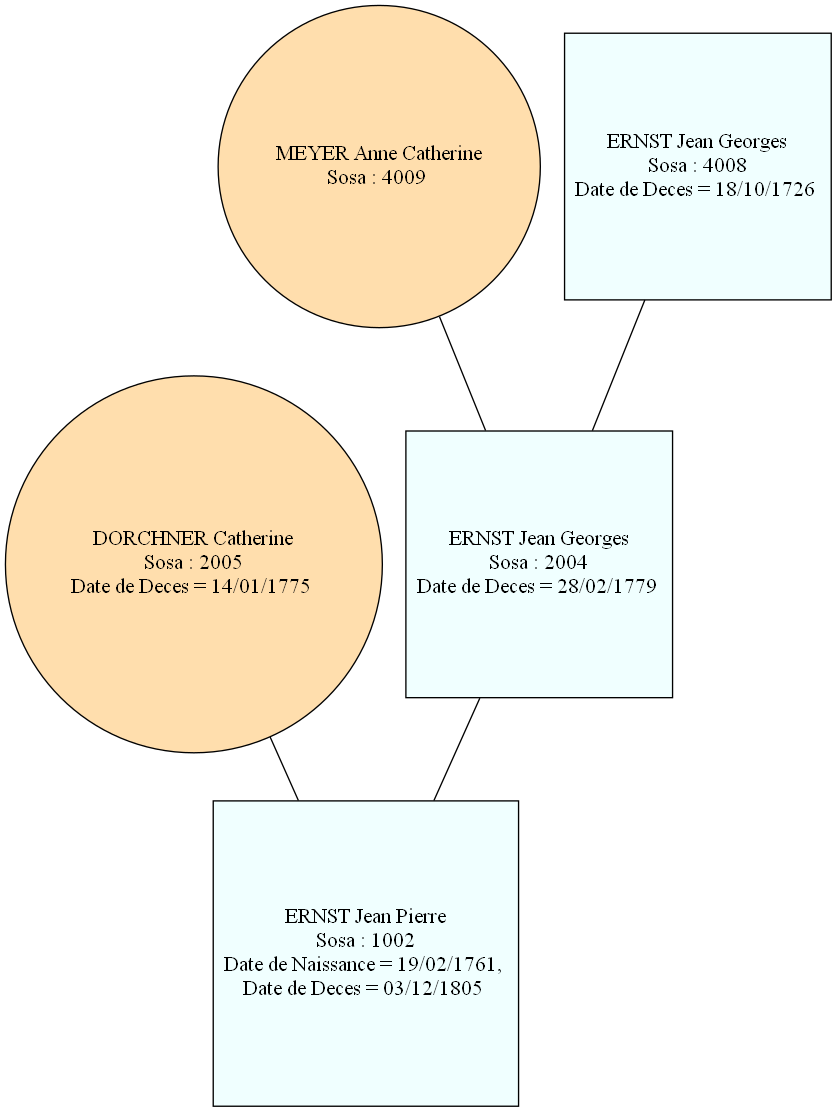 MEYER Anne Catherine
Sosa : 4009
ERNST Jean Georges
Sosa : 4008
Date de Deces = 18/10/1726
DORCHNER Catherine
Sosa : 2005
Date de Deces = 14/01/1775
ERNST Jean Georges
Sosa : 2004
Date de Deces = 28/02/1779
ERNST Jean Pierre
Sosa : 1002
Date de Naissance = 19/02/1761,
Date de Deces = 03/12/1805